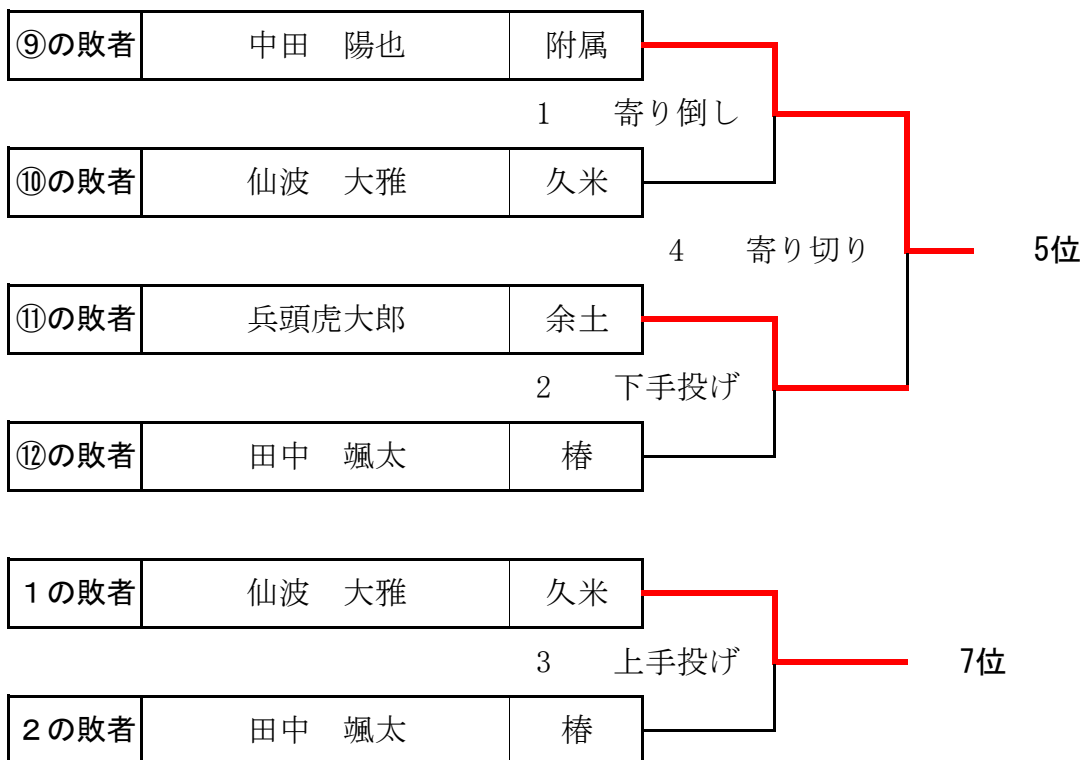 ⑨の敗者 中田 陽也 附属
1 寄り倒し
⑩の敗者 仙波 大雅 久米
4 寄り切り 5位
⑪の敗者 兵頭虎大郎 余土
2 下手投げ
⑫の敗者 田中 颯太 椿
１の敗者 仙波 大雅 久米
3 上手投げ 7位
２の敗者 田中 颯太 椿